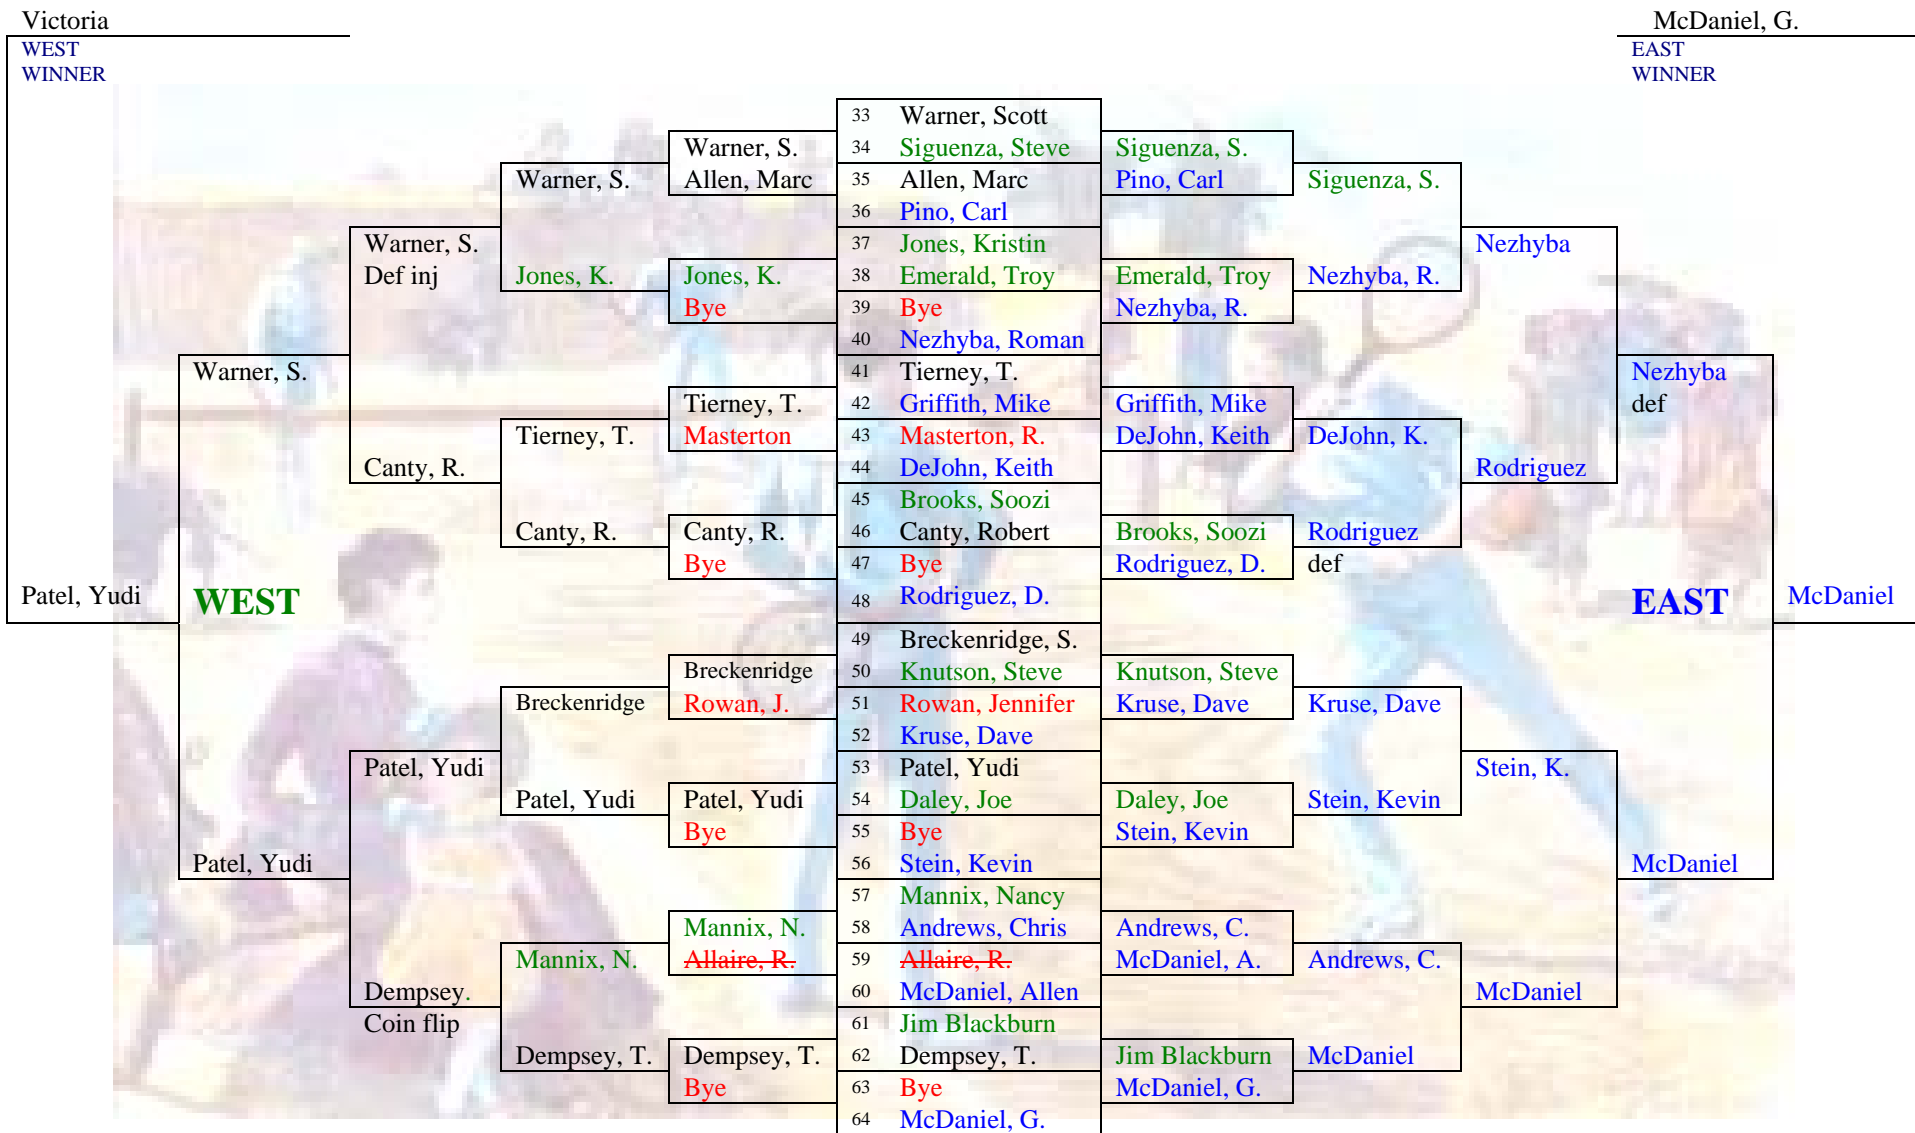 Victoria
WEST
WINNER
McDaniel, G.
EAST
WINNER
33 Warner, Scott
Warner, S. 34 Siguenza, Steve Siguenza, S.
Warner, S. Allen, Marc 35 Allen, Marc Pino, Carl Siguenza, S.
36 Pino, Carl
Warner, S. 37 Jones, Kristin Nezhyba
Def inj Jones, K. Jones, K. 38 Emerald, Troy Emerald, Troy Nezhyba, R.
Bye 39 Bye Nezhyba, R.
40 Nezhyba, Roman
Warner, S. 41 Tierney, T. Nezhyba
Tierney, T. 42 Griffith, Mike Griffith, Mike def
Tierney, T. Masterton 43 Masterton, R. DeJohn, Keith DeJohn, K.
Canty, R. 44 DeJohn, Keith Rodriguez
45 Brooks, Soozi
Canty, R. Canty, R. 46 Canty, Robert Brooks, Soozi Rodriguez
Bye 47 Bye Rodriguez, D. def
Patel, Yudi WEST 48 Rodriguez, D. EAST McDaniel
49 Breckenridge, S.
Breckenridge 50 Knutson, Steve Knutson, Steve
Breckenridge Rowan, J. 51 Rowan, Jennifer Kruse, Dave Kruse, Dave
52 Kruse, Dave
Patel, Yudi 53 Patel, Yudi Stein, K.
Patel, Yudi Patel, Yudi 54 Daley, Joe Daley, Joe Stein, Kevin
Bye 55 Bye Stein, Kevin
Patel, Yudi 56 Stein, Kevin McDaniel
57 Mannix, Nancy
Mannix, N. 58 Andrews, Chris Andrews, C.
Mannix, N. Allaire, R. 59 Allaire, R. McDaniel, A. Andrews, C.
Dempsey. 60 McDaniel, Allen McDaniel
Coin flip 61 Jim Blackburn
Dempsey, T. Dempsey, T. 62 Dempsey, T. Jim Blackburn McDaniel
Bye 63 Bye McDaniel, G.
64 McDaniel, G.